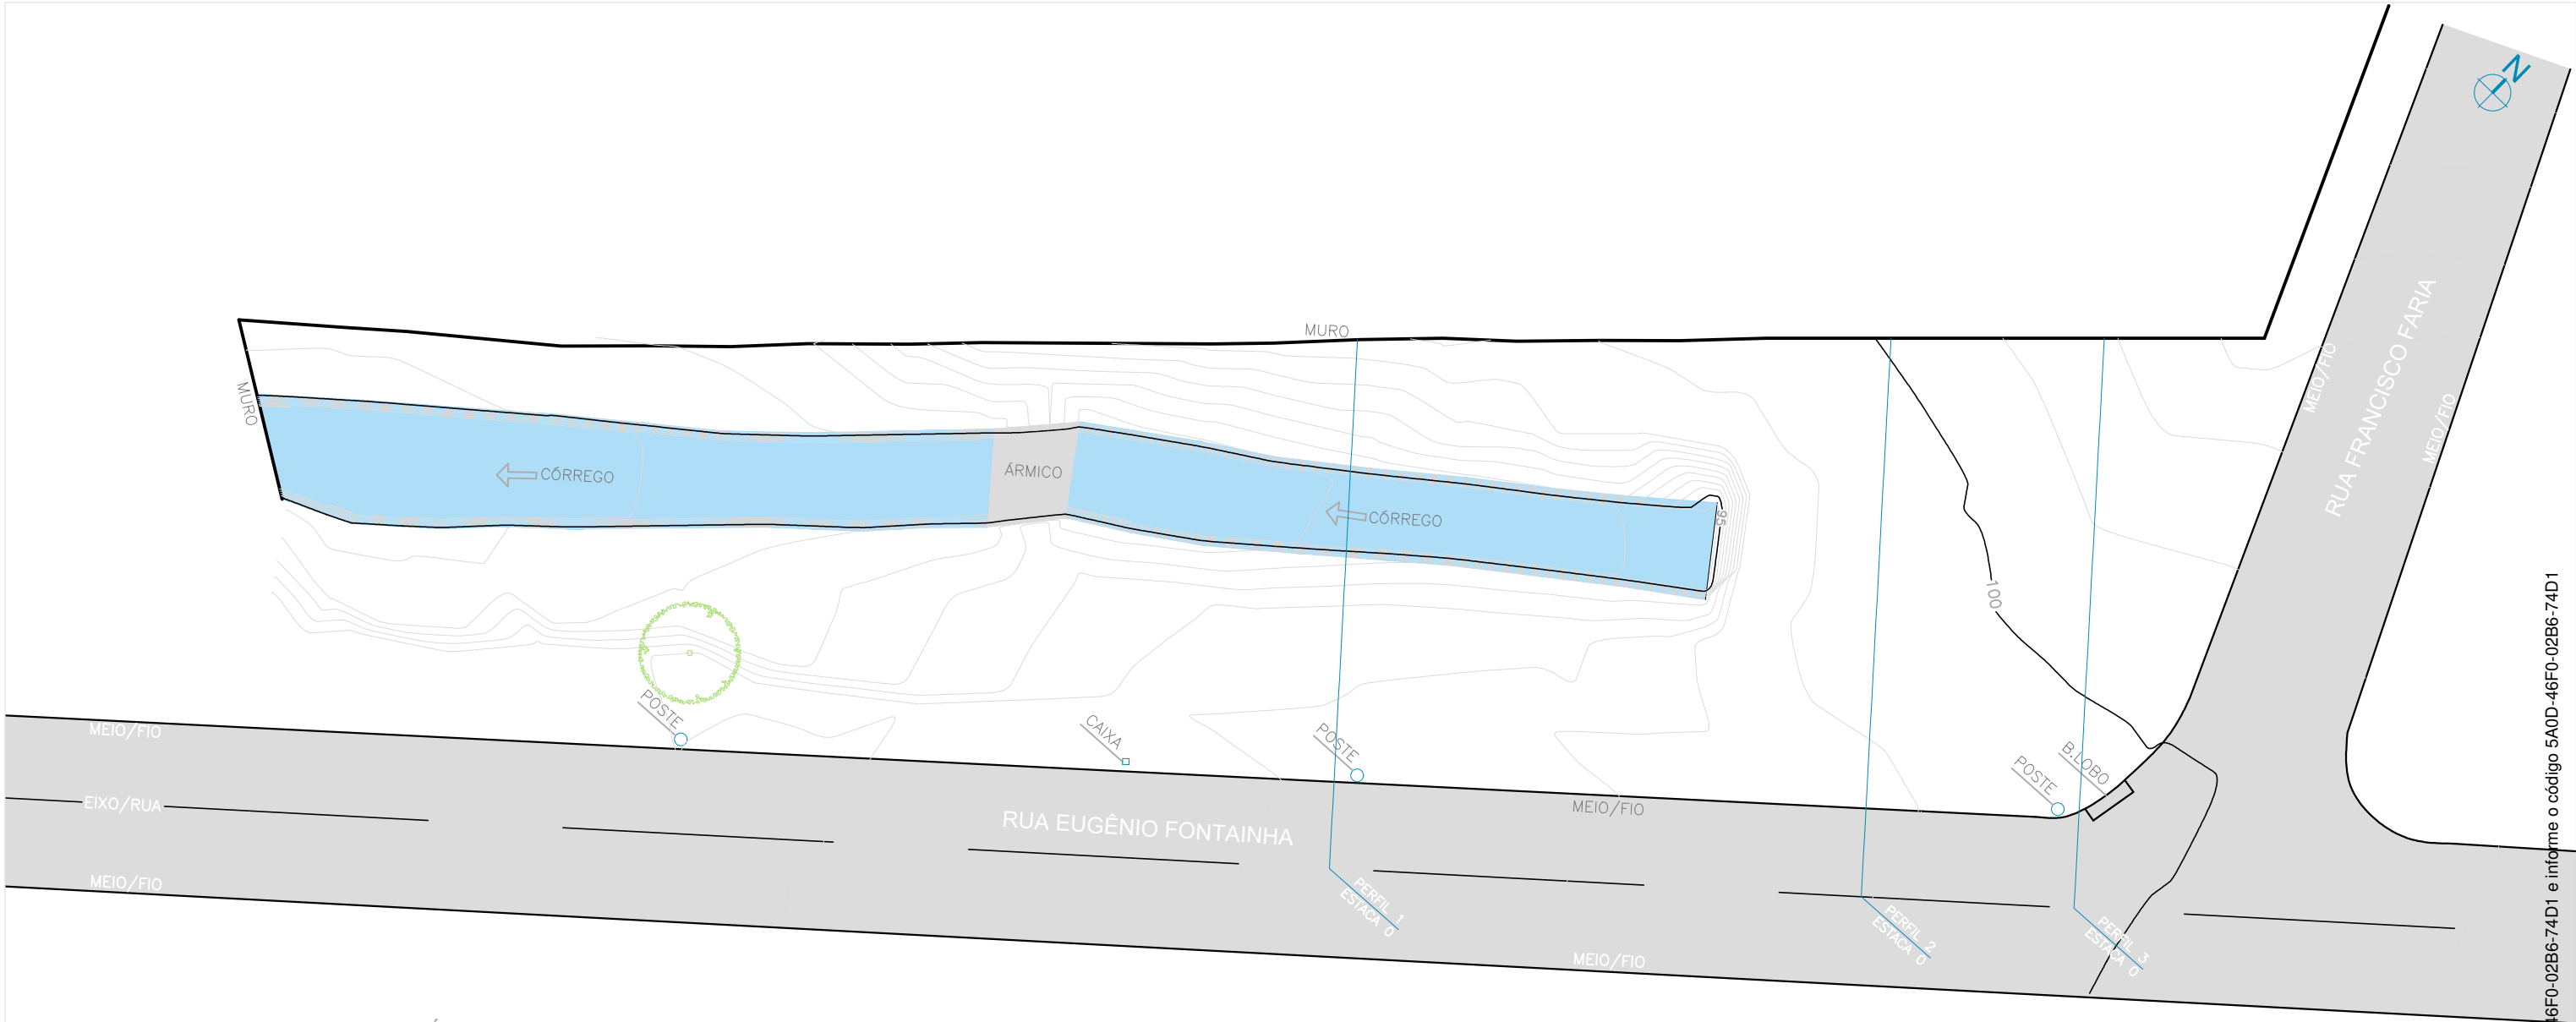 N
MURO
MURO
CÓRREGO
ÁRMICO
CÓRREGO
95
100
MEIO/FIO
RUA FRANCISCO FARIA
MEIO/FIO
POSTE
CAIXA
POSTE
POSTE
B.LOBO
MEIO/FIO
EIXO/RUA
MEIO/FIO
RUA EUGÊNIO FONTAINHA
MEIO/FIO
MEIO/FIO
PERFIL 1
ESTACA 0
PERFIL 2
ESTACA 0
PERFIL 3
ESTACA 0
46F0-02B6-74D1 e informe o código 5A0D-46F0-02B6-74D1